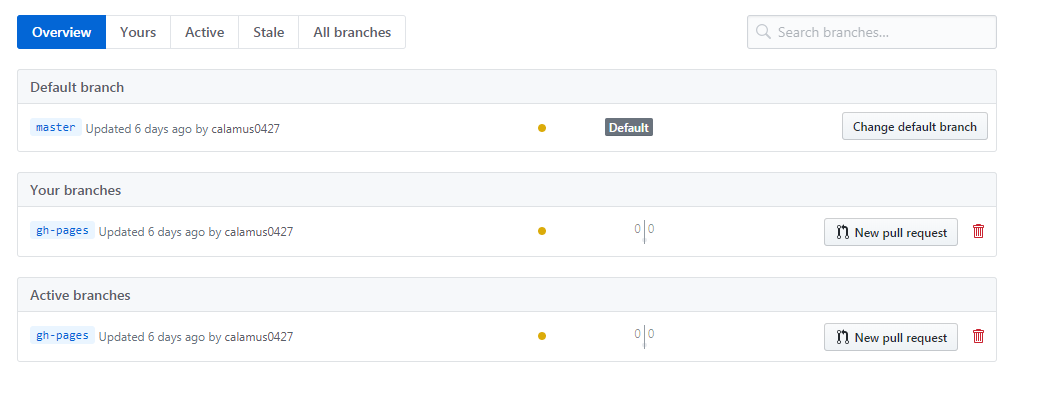 Overview Yours Active Stale All branches Search branches...
Default branch
master Updated 6 days ago by calamus0427 Default Change default branch
Your branches
gh-pages Updated 6 days ago by calamus0427 0 0 New pull request
Active branches
gh-pages Updated 6 days ago by calamus0427 0 0 New pull request